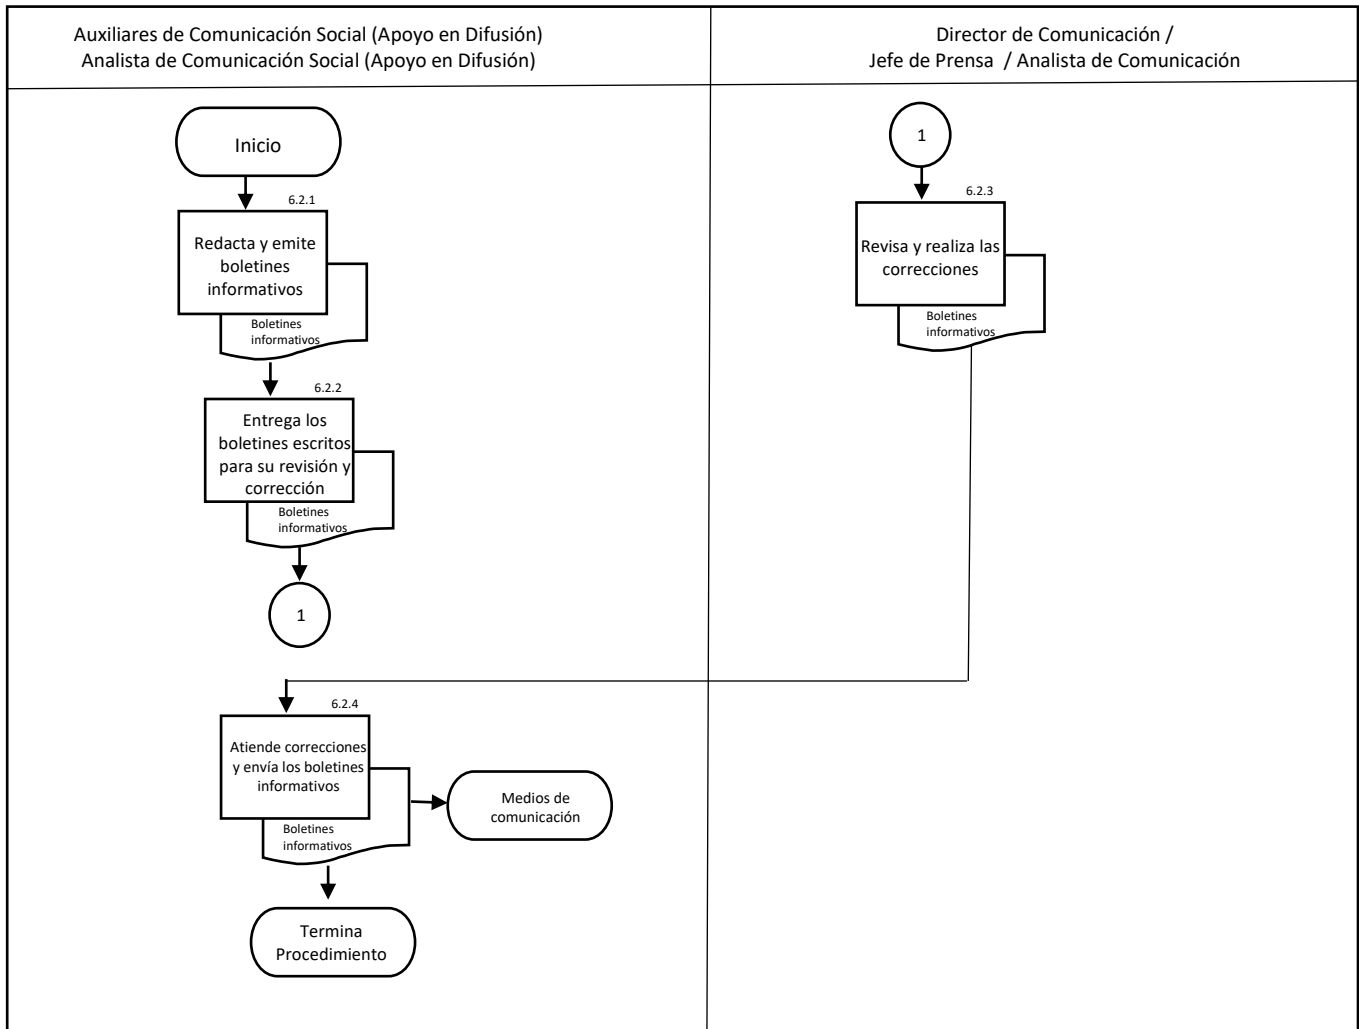 Auxiliares de Comunicación Social (Apoyo en Difusión)
Analista de Comunicación Social (Apoyo en Difusión)
Director de Comunicación /
Jefe de Prensa / Analista de Comunicación
Inicio
6.2.1
Redacta y emite
boletines
informativos
Boletines
informativos
6.2.2
Entrega los
boletines escritos
para su revisión y
corrección
Boletines
informativos
1
1
6.2.3
Revisa y realiza las
correcciones
Boletines
informativos
6.2.4
Atiende correcciones
y envía los boletines
informativos
Boletines
informativos
Medios de
comunicación
Termina
Procedimiento